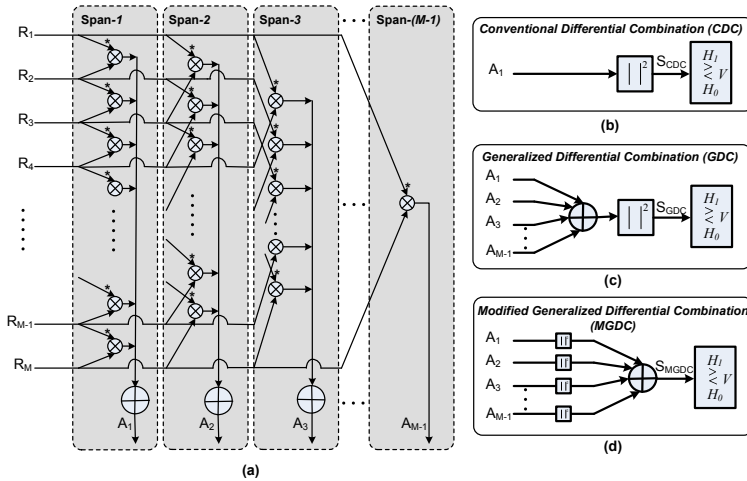 Span-1
Span-2
Span-3
Span-(M-1)
R1
R2
R3
R4
RM-1
RM
* * * * * * * * * * * * * * *
A1
A2
A3
AM-1
(a)
Conventional Differential Combination (CDC)
A1
| |2
SCDC
H1
≷ V
H0
(b)
Generalized Differential Combination (GDC)
A1
A2
A3
AM-1
| |2
SGDC
H1
≷ V
H0
(c)
Modified Generalized Differential Combination
(MGDC)
A1
A2
A3
AM-1
SMGDC
H1
≷ V
H0
(d)